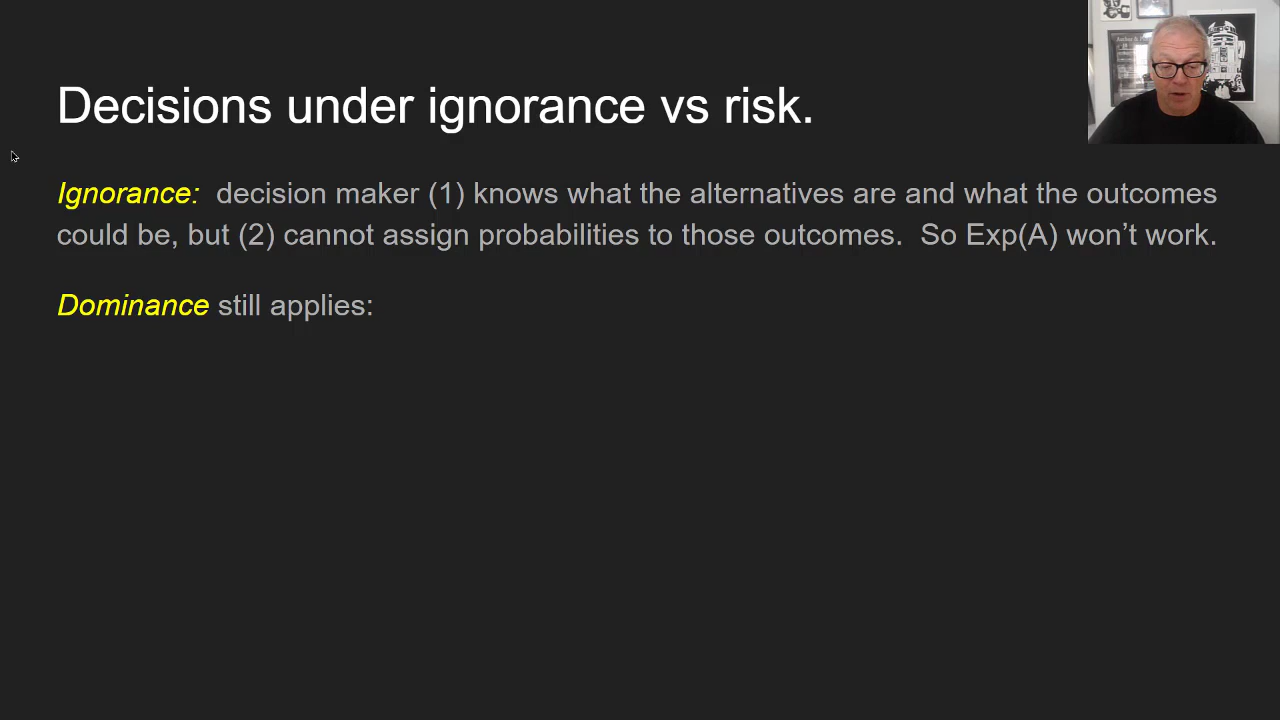 Decisions under ignorance vs risk.
Ignorance:  decision maker (1) knows what the alternatives are and what the outcomes
could be, but (2) cannot assign probabilities to those outcomes.  So Exp(A) won’t work.
Dominance still applies: